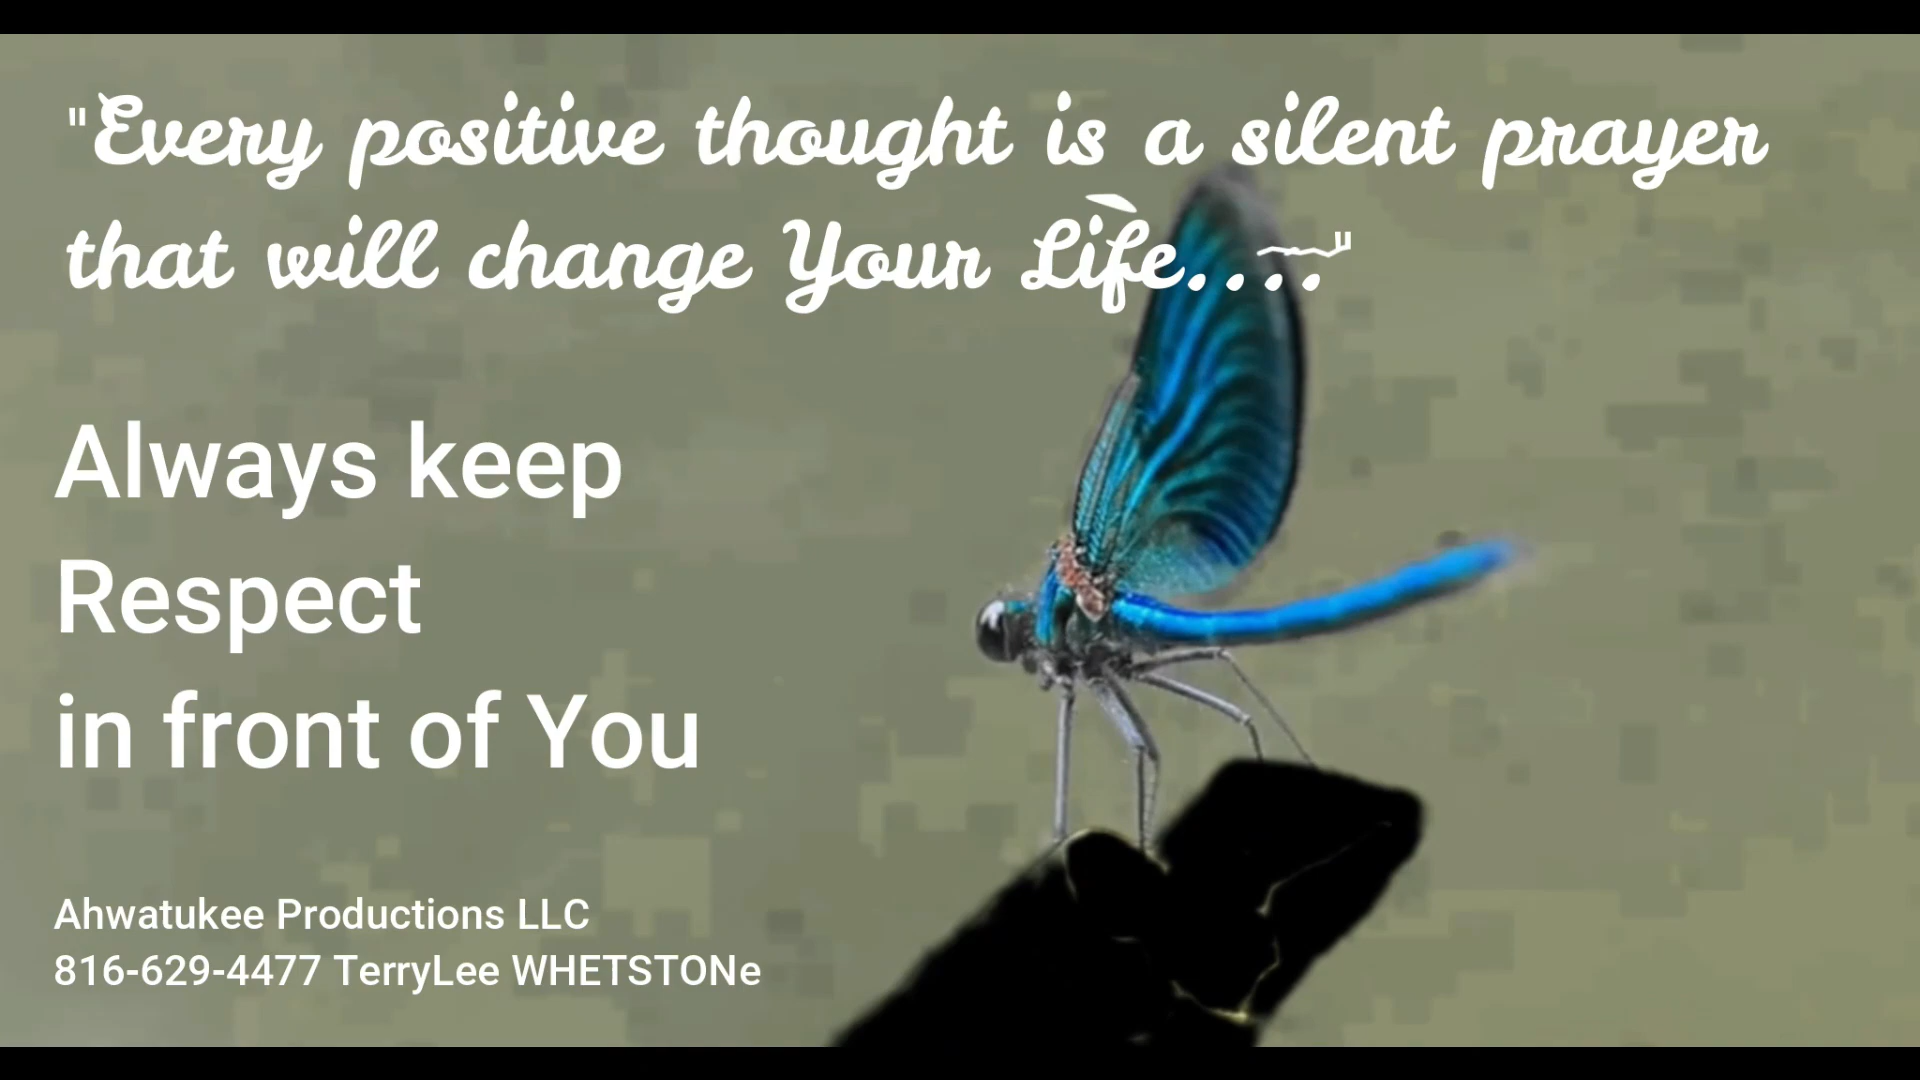 "Every positive thought is a silent prayer
that will change Your Life...."
Always keep
Respect
in front of You
Ahwatukee Productions LLC
816-629-4477 TerryLee WHETSTONe